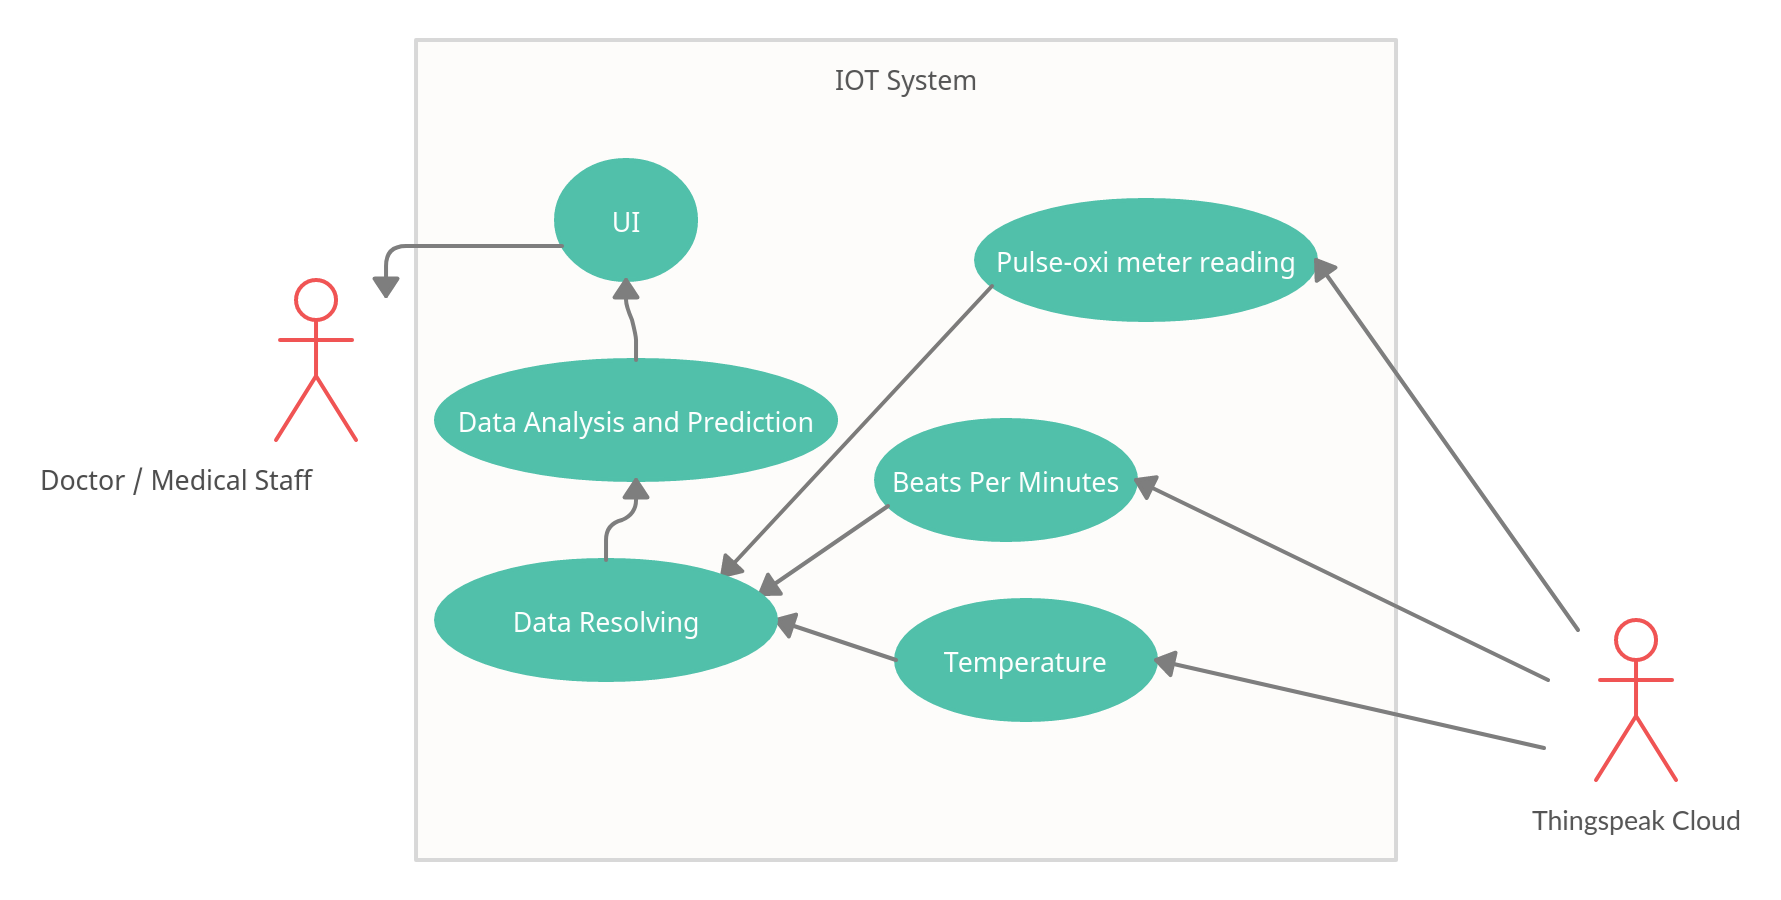 IOT System
UI
Pulse-oxi meter reading
Data Analysis and Prediction
Doctor / Medical Staff
Beats Per Minutes
Data Resolving
Temperature
Thingspeak Cloud